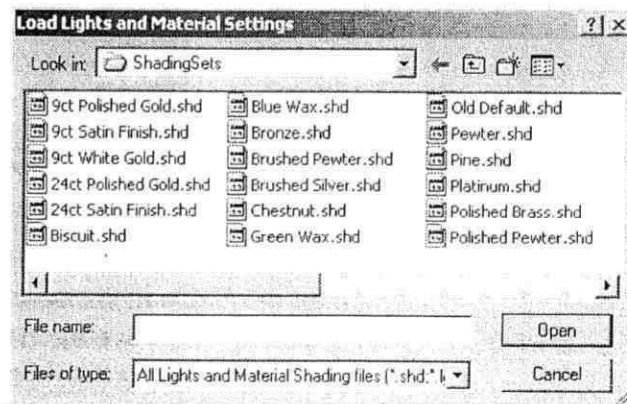 Load Lights and Material Settings
Look in: ShadingSets
9ct Polished Gold.shd
9ct Satin Finish.shd
9ct White Gold.shd
24ct Polished Gold.shd
24ct Satin Finish.shd
Biscuit.shd
Blue Wax.shd
Bronze.shd
Brushed Pewter.shd
Brushed Silver.shd
Chestnut.shd
Green Wax.shd
Old Default.shd
Pewter.shd
Pine.shd
Platinum.shd
Polished Brass.shd
Polished Pewter.shd
File name:
Open
Files of type: All Lights and Material Shading files (*.shd;*.l
Cancel